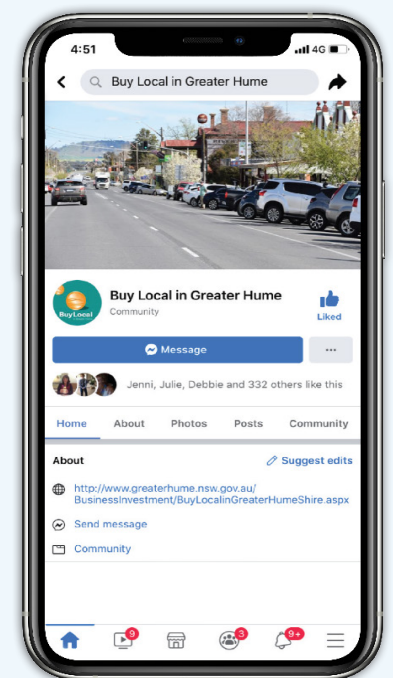 4:51
4G
Buy Local in Greater Hume
BuyLocal
Buy Local in Greater Hume
Community
Liked
Message
Jenni, Julie, Debbie and 332 others like this
Home About Photos Posts Community
About
Suggest edits
http://www.greaterhume.nsw.gov.au/
BusinessInvestment/BuyLocalinGreaterHumeShire.aspx
Send message
Community
9
3
9+